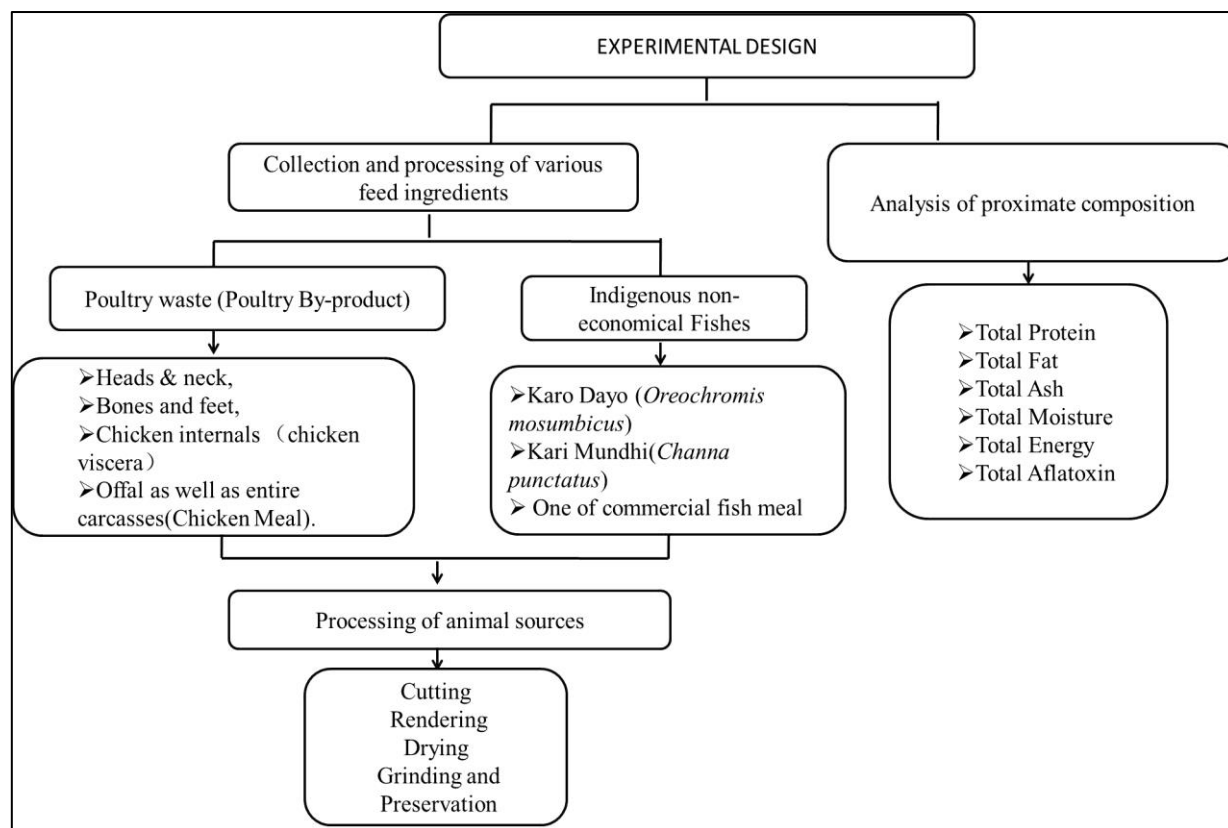 EXPERIMENTAL DESIGN
Collection and processing of various
feed ingredients
Analysis of proximate composition
Poultry waste (Poultry By-product)
Indigenous non-
economical Fishes
➢Heads & neck,
➢Bones and feet,
➢Chicken internals （chicken
viscera）
➢Offal as well as entire
carcasses(Chicken Meal).
➢Karo Dayo (Oreochromis
mosumbicus)
➢Kari Mundhi(Channa
punctatus)
➢ One of commercial fish meal
➢Total Protein
➢Total Fat
➢Total Ash
➢Total Moisture
➢Total Energy
➢Total Aflatoxin
Processing of animal sources
Cutting
Rendering
Drying
Grinding and
Preservation